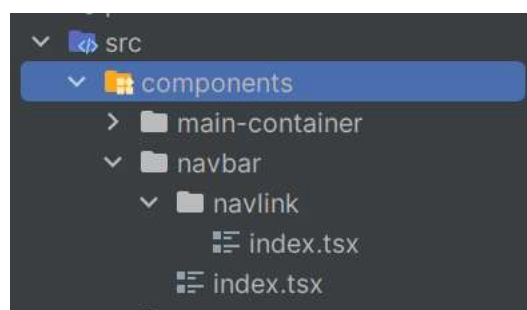 src
components
main-container
navbar
navlink
index.tsx
index.tsx